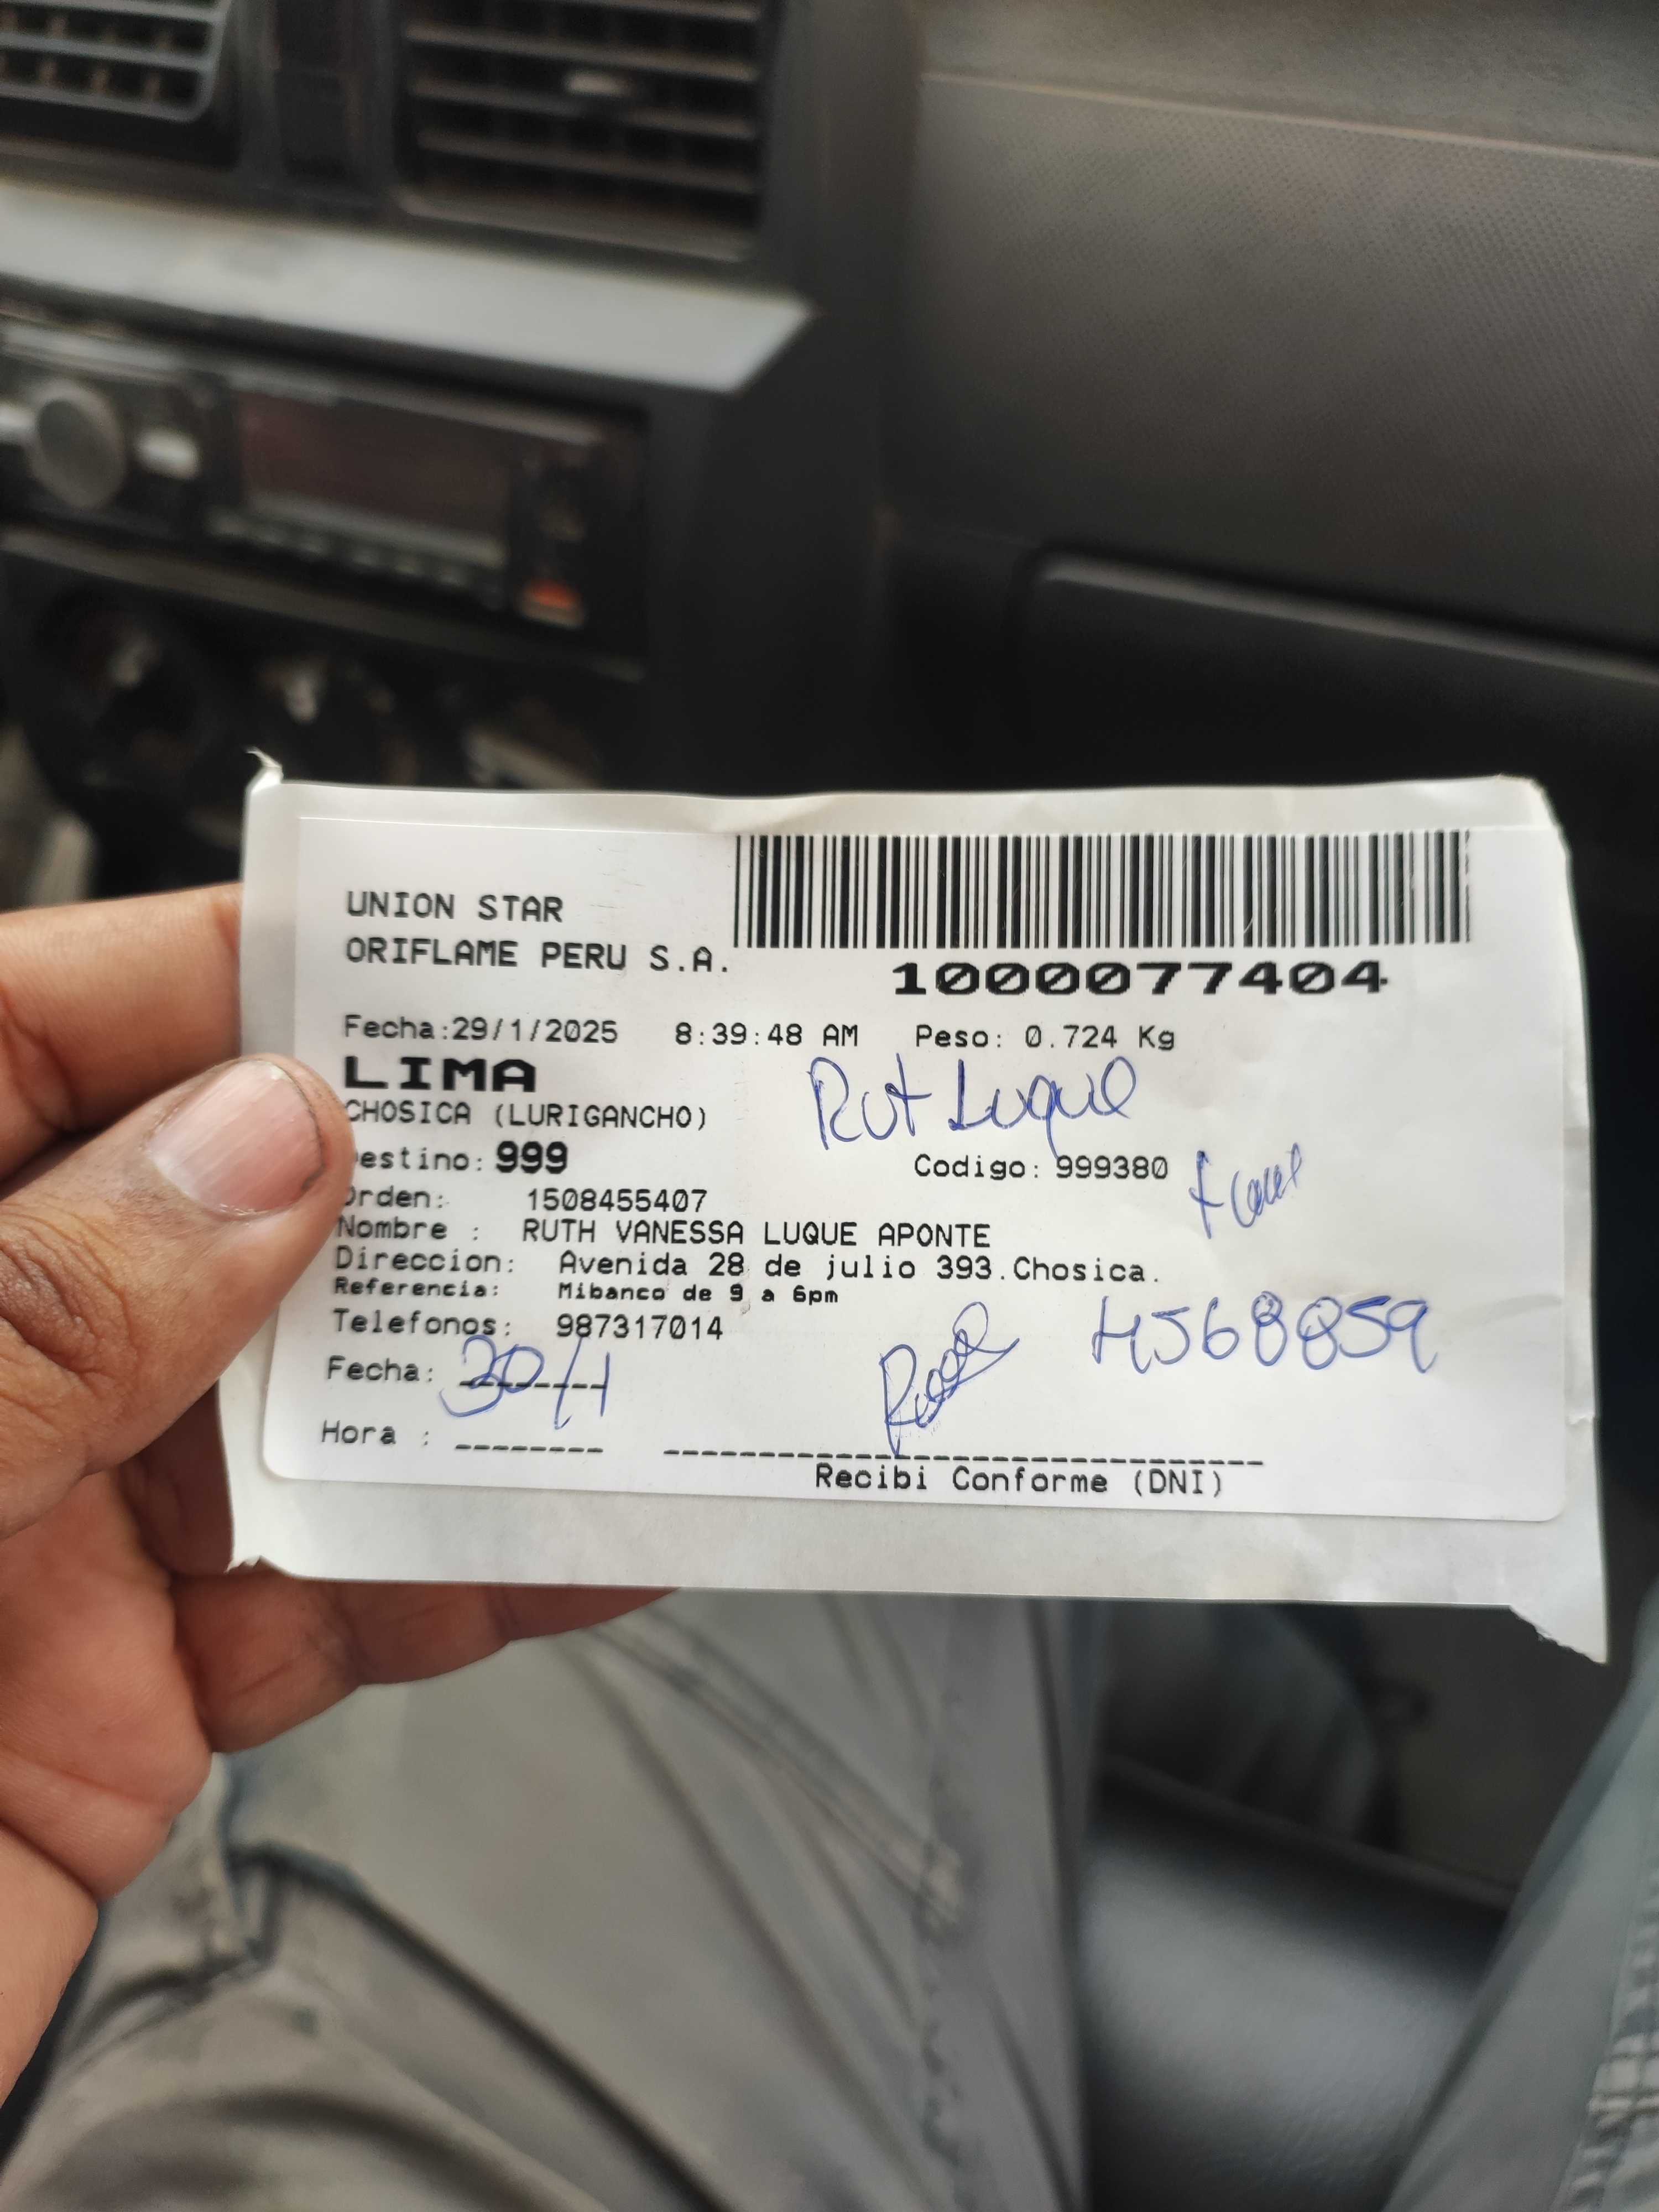 UNION STAR
ORIFLAME PERU S.A.
1000077404
Fecha:29/1/2025 8:39:48 AM Peso: 0.724 Kg
LIMA
Rut Luque
CHOSICA (LURIGANCHO)
estino: 999 Codigo: 999380
Orden: 1508455407
Nombre : RUTH VANESSA LUQUE APONTE
Direccion: Avenida 28 de julio 393.Chosica.
Referencia: Mibanco de 9 a 6pm
Telefonos: 987317014
4568859
Fecha: 30/1
Hora : --------
Recibi Conforme (DNI)